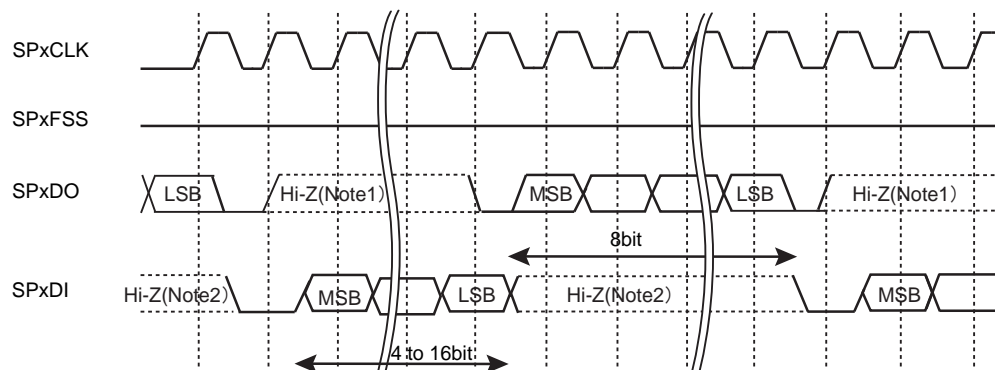 SPxCLK
SPxFSS
SPxDO LSB Hi-Z(Note1) MSB LSB Hi-Z(Note1)
8bit
SPxDI Hi-Z(Note2) MSB LSB Hi-Z(Note2) MSB
4 to 16bit